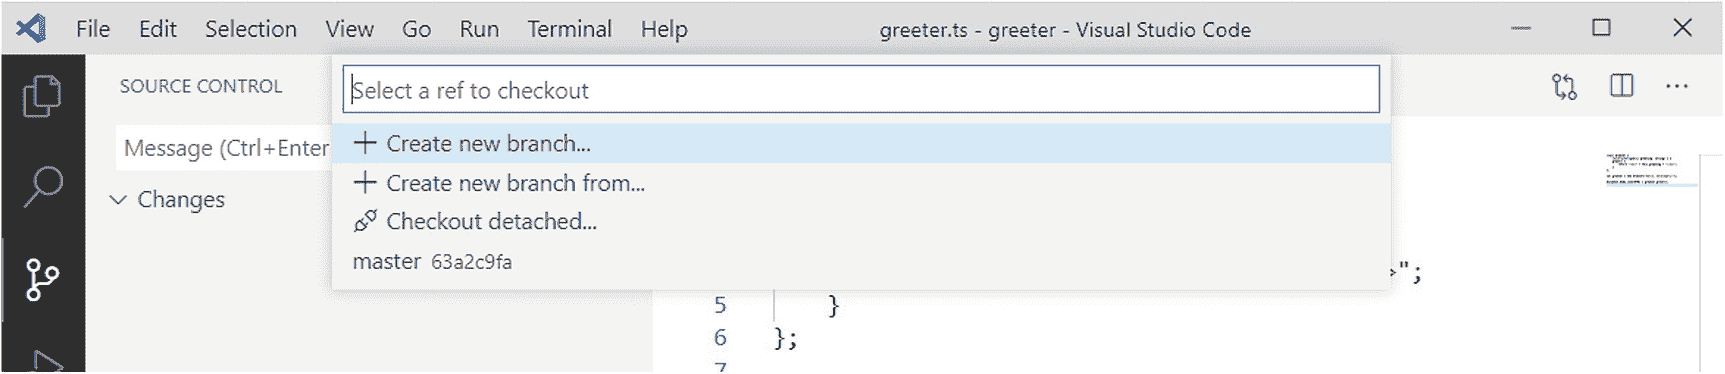 File Edit Selection View Go Run Terminal Help greeter.ts - greeter - Visual Studio Code
SOURCE CONTROL
Select a ref to checkout
Message (Ctrl+Enter
Create new branch...
Create new branch from...
Changes
Checkout detached...
master 63a2c9fa
>";
5 }
6 };
7